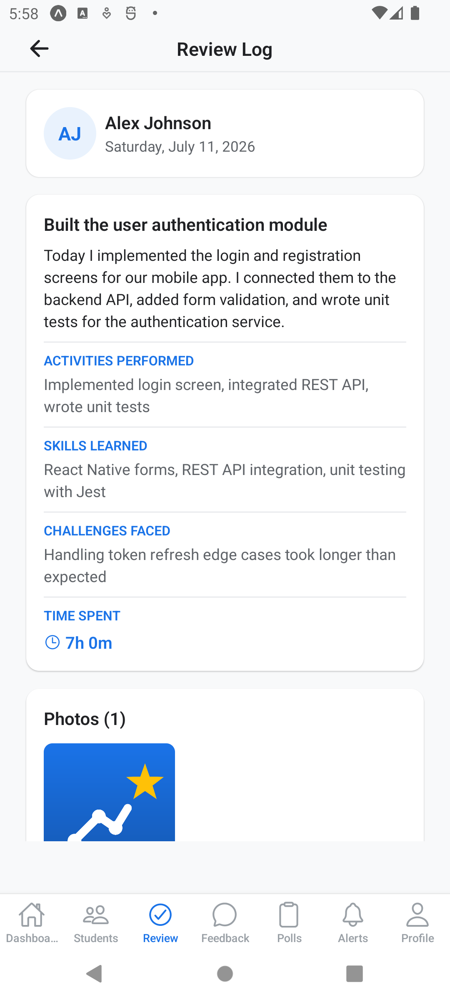 5:58
Review Log
AJ
Alex Johnson
Saturday, July 11, 2026
Built the user authentication module
Today I implemented the login and registration
screens for our mobile app. I connected them to the
backend API, added form validation, and wrote unit
tests for the authentication service.
ACTIVITIES PERFORMED
Implemented login screen, integrated REST API,
wrote unit tests
SKILLS LEARNED
React Native forms, REST API integration, unit testing
with Jest
CHALLENGES FACED
Handling token refresh edge cases took longer than
expected
TIME SPENT
7h 0m
Photos (1)
Dashboa... Students Review Feedback Polls Alerts Profile